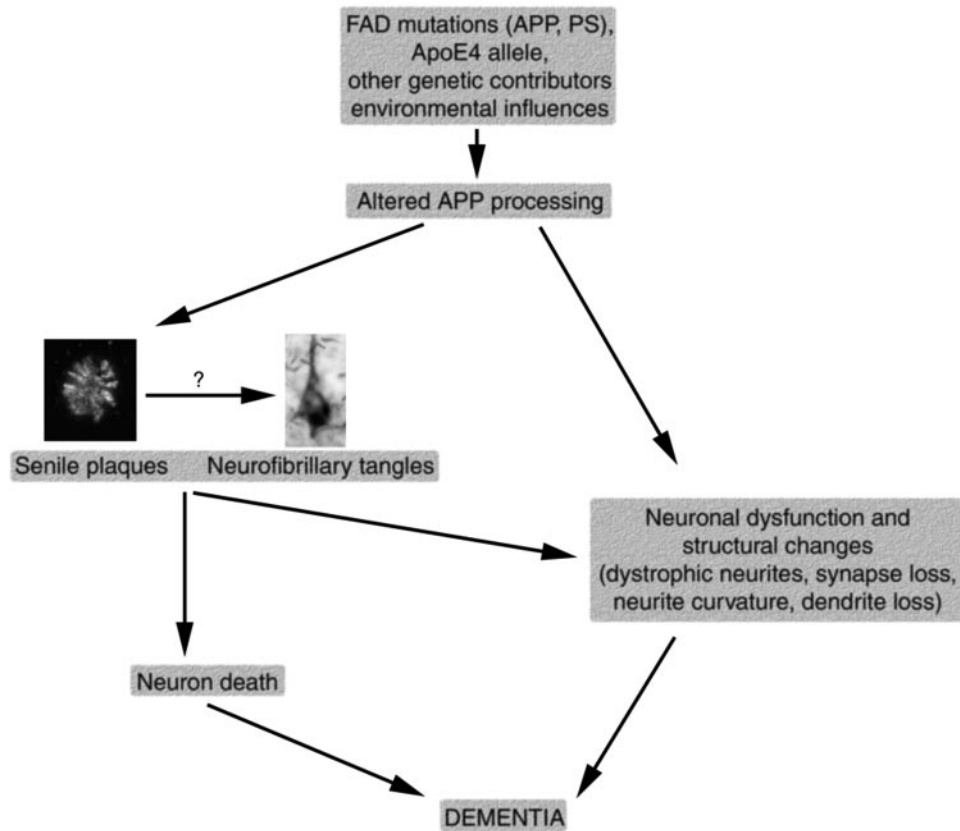 FAD mutations (APP, PS),
ApoE4 allele,
other genetic contributors
environmental influences
Altered APP processing
?
Senile plaques
Neurofibrillary tangles
Neuronal dysfunction and
structural changes
(dystrophic neurites, synapse loss,
neurite curvature, dendrite loss)
Neuron death
DEMENTIA